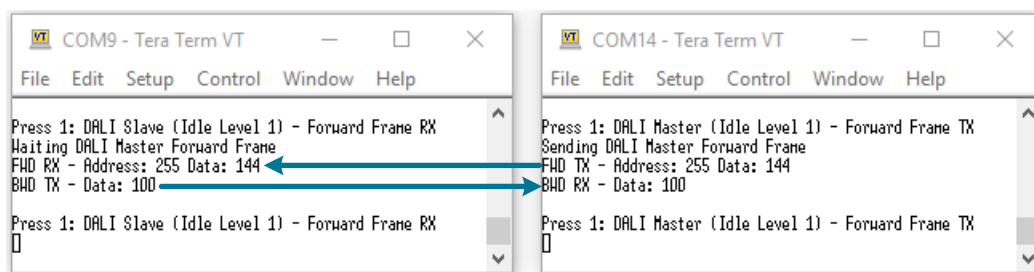 COM9 - Tera Term VT
File Edit Setup Control Window Help
Press 1: DALI Slave (Idle Level 1) - Forward Frame RX
Waiting DALI Master Forward Frame
FWD RX - Address: 255 Data: 144
BWD TX - Data: 100
Press 1: DALI Slave (Idle Level 1) - Forward Frame RX
COM14 - Tera Term VT
File Edit Setup Control Window Help
Press 1: DALI Master (Idle Level 1) - Forward Frame TX
Sending DALI Master Forward Frame
FWD TX - Address: 255 Data: 144
BWD RX - Data: 100
Press 1: DALI Master (Idle Level 1) - Forward Frame TX